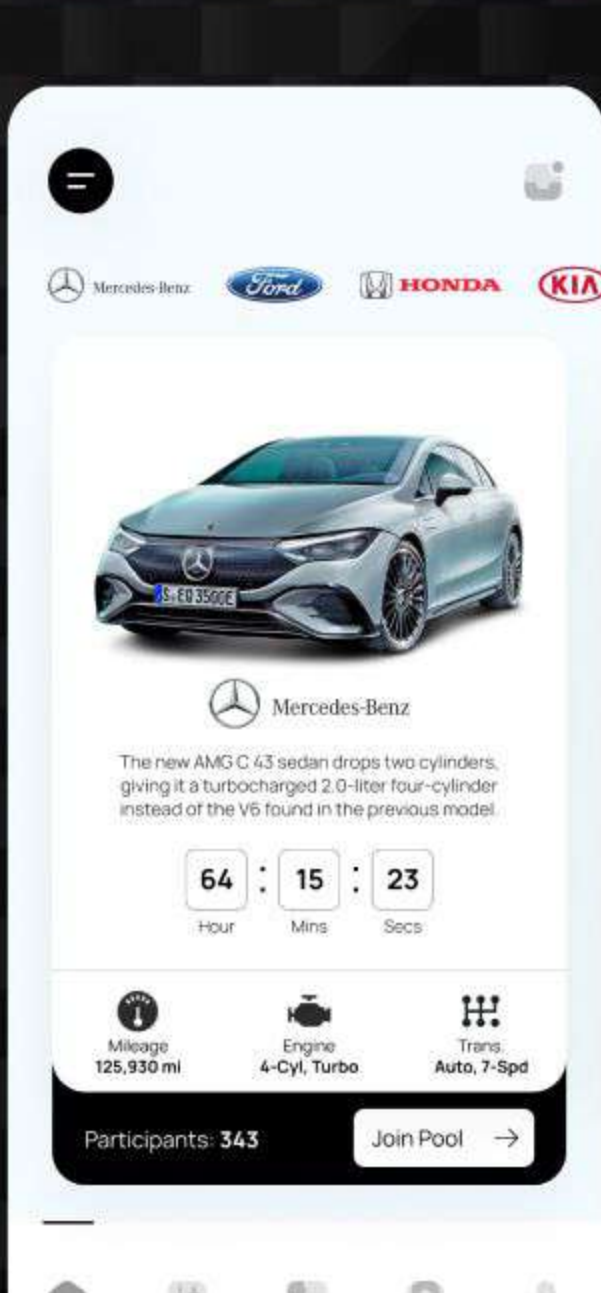 Mercedes-Benz
Ford
HONDA
KIA
S·EQ 3500E
Mercedes-Benz
The new AMG C 43 sedan drops two cylinders,
giving it a turbocharged 2.0-liter four-cylinder
instead of the V6 found in the previous model.
64 : 15 : 23
Hour Mins Secs
Mileage Engine Trans.
125,930 mi 4-Cyl, Turbo Auto, 7-Spd
Participants: 343 Join Pool →